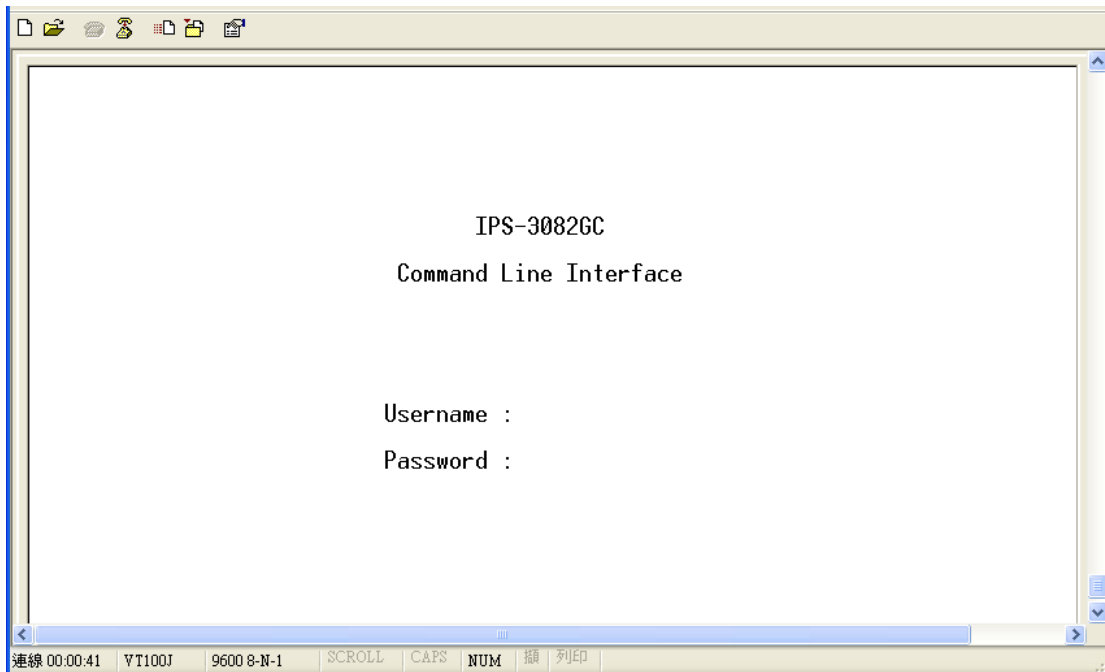 IPS-3082GC
Command Line Interface
Username :
Password :
連線 00:00:41 VT100J 9600 8-N-1 SCROLL CAPS NUM 擷 列印